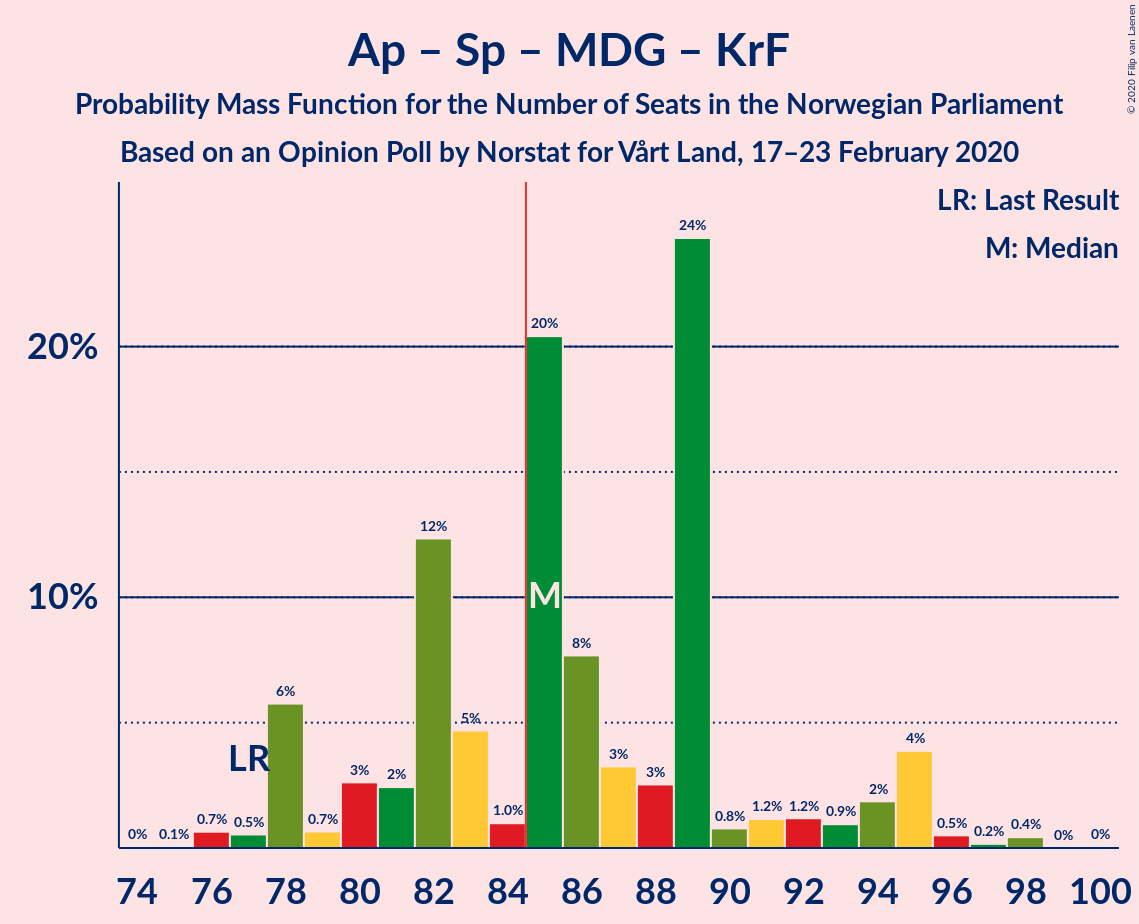 Ap – Sp – MDG – KrF
Probability Mass Function for the Number of Seats in the Norwegian Parliament
Based on an Opinion Poll by Norstat for Vårt Land, 17–23 February 2020
© 2020 Filip van Laenen
LR: Last Result
M: Median
20%
10%
0% 0.1% 0.7% 0.5% 6% 0.7% 3% 2% 12% 5% 1.0% 20% 8% 3% 3% 24% 0.8% 1.2% 1.2% 0.9% 2% 4% 0.5% 0.2% 0.4% 0% 0%
LR
M
74 76 78 80 82 84 86 88 90 92 94 96 98 100